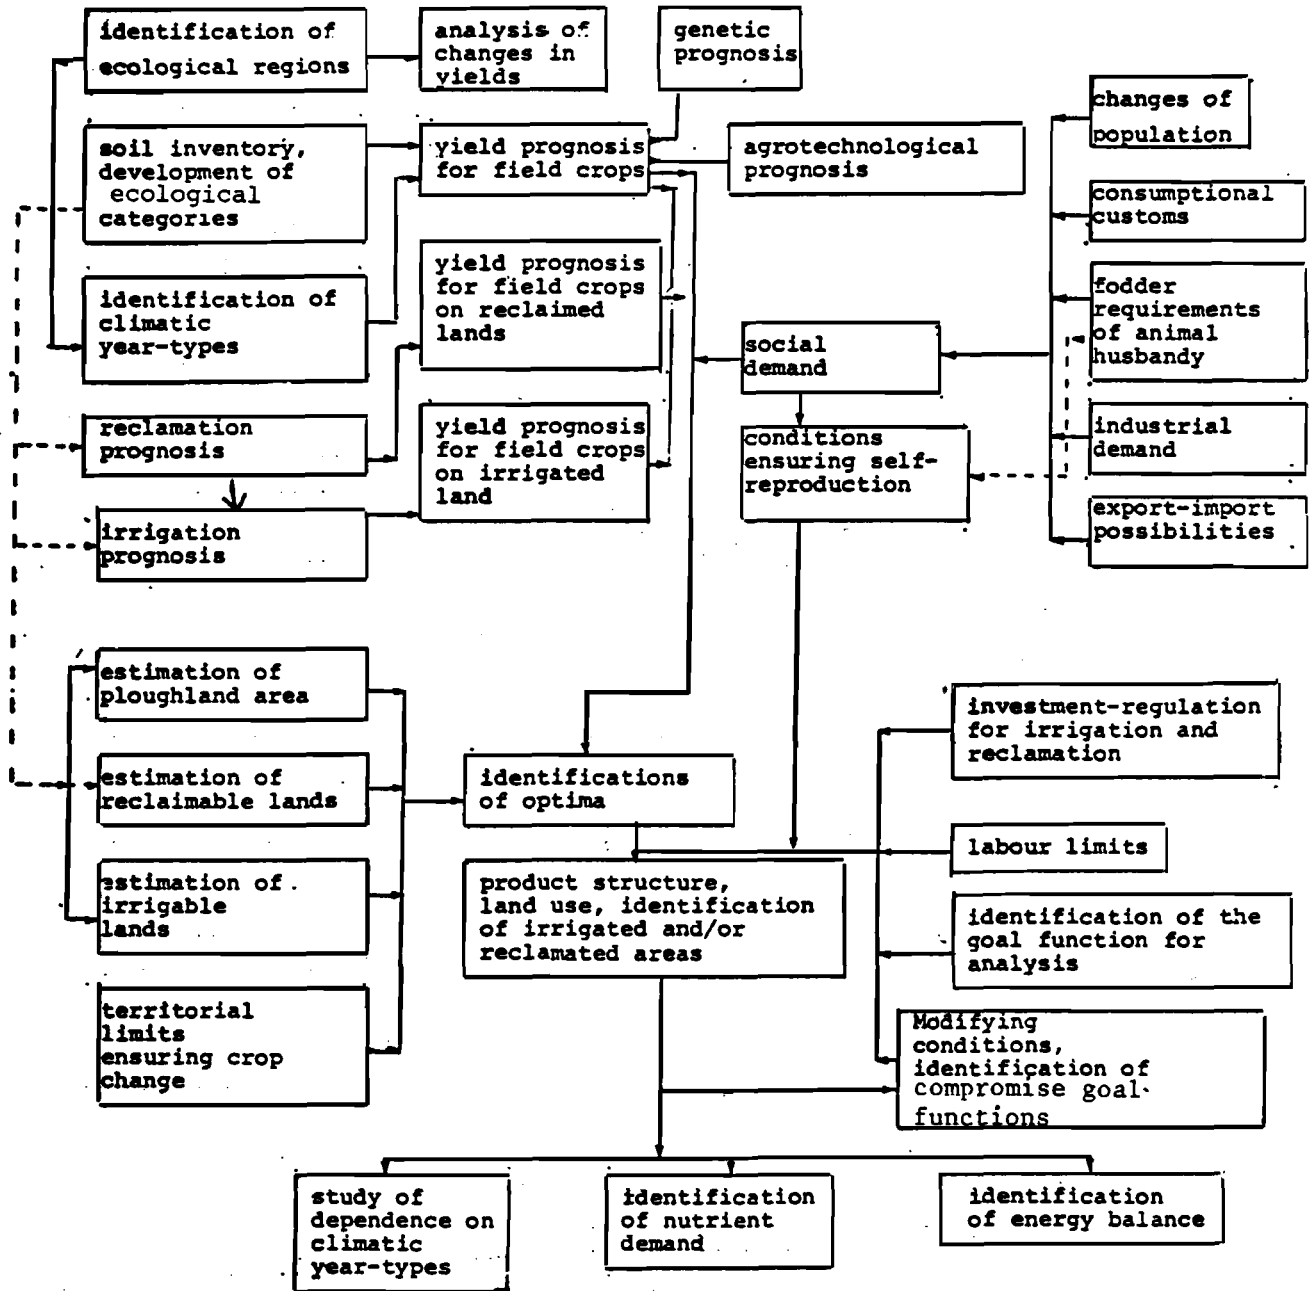 identification of
ecological regions
analysis of
changes in
yields
genetic
prognosis
changes of
population
soil inventory,
development of
ecological
categories
yield prognosis
for field crops
agrotechnological
prognosis
consumptional
customs
identification of
climatic
year-types
yield prognosis
for field crops
on reclaimed
lands
fodder
requirements
of animal
husbandy
social
demand
reclamation
prognosis
yield prognosis
for field crops
on irrigated
land
conditions
ensuring self-
reproduction
industrial
demand
irrigation
prognosis
export-import
possibilities
estimation of
ploughland area
investment-regulation
for irrigation and
reclamation
estimation of
reclaimable lands
identifications
of optima
labour limits
estimation of
irrigable
lands
product structure,
land use, identification
of irrigated and/or
reclamated areas
identification of the
goal function for
analysis
territorial
limits
ensuring crop
change
Modifying
conditions,
identification of
compromise goal-
functions
study of
dependence on
climatic
year-types
identification
of nutrient
demand
identification
of energy balance